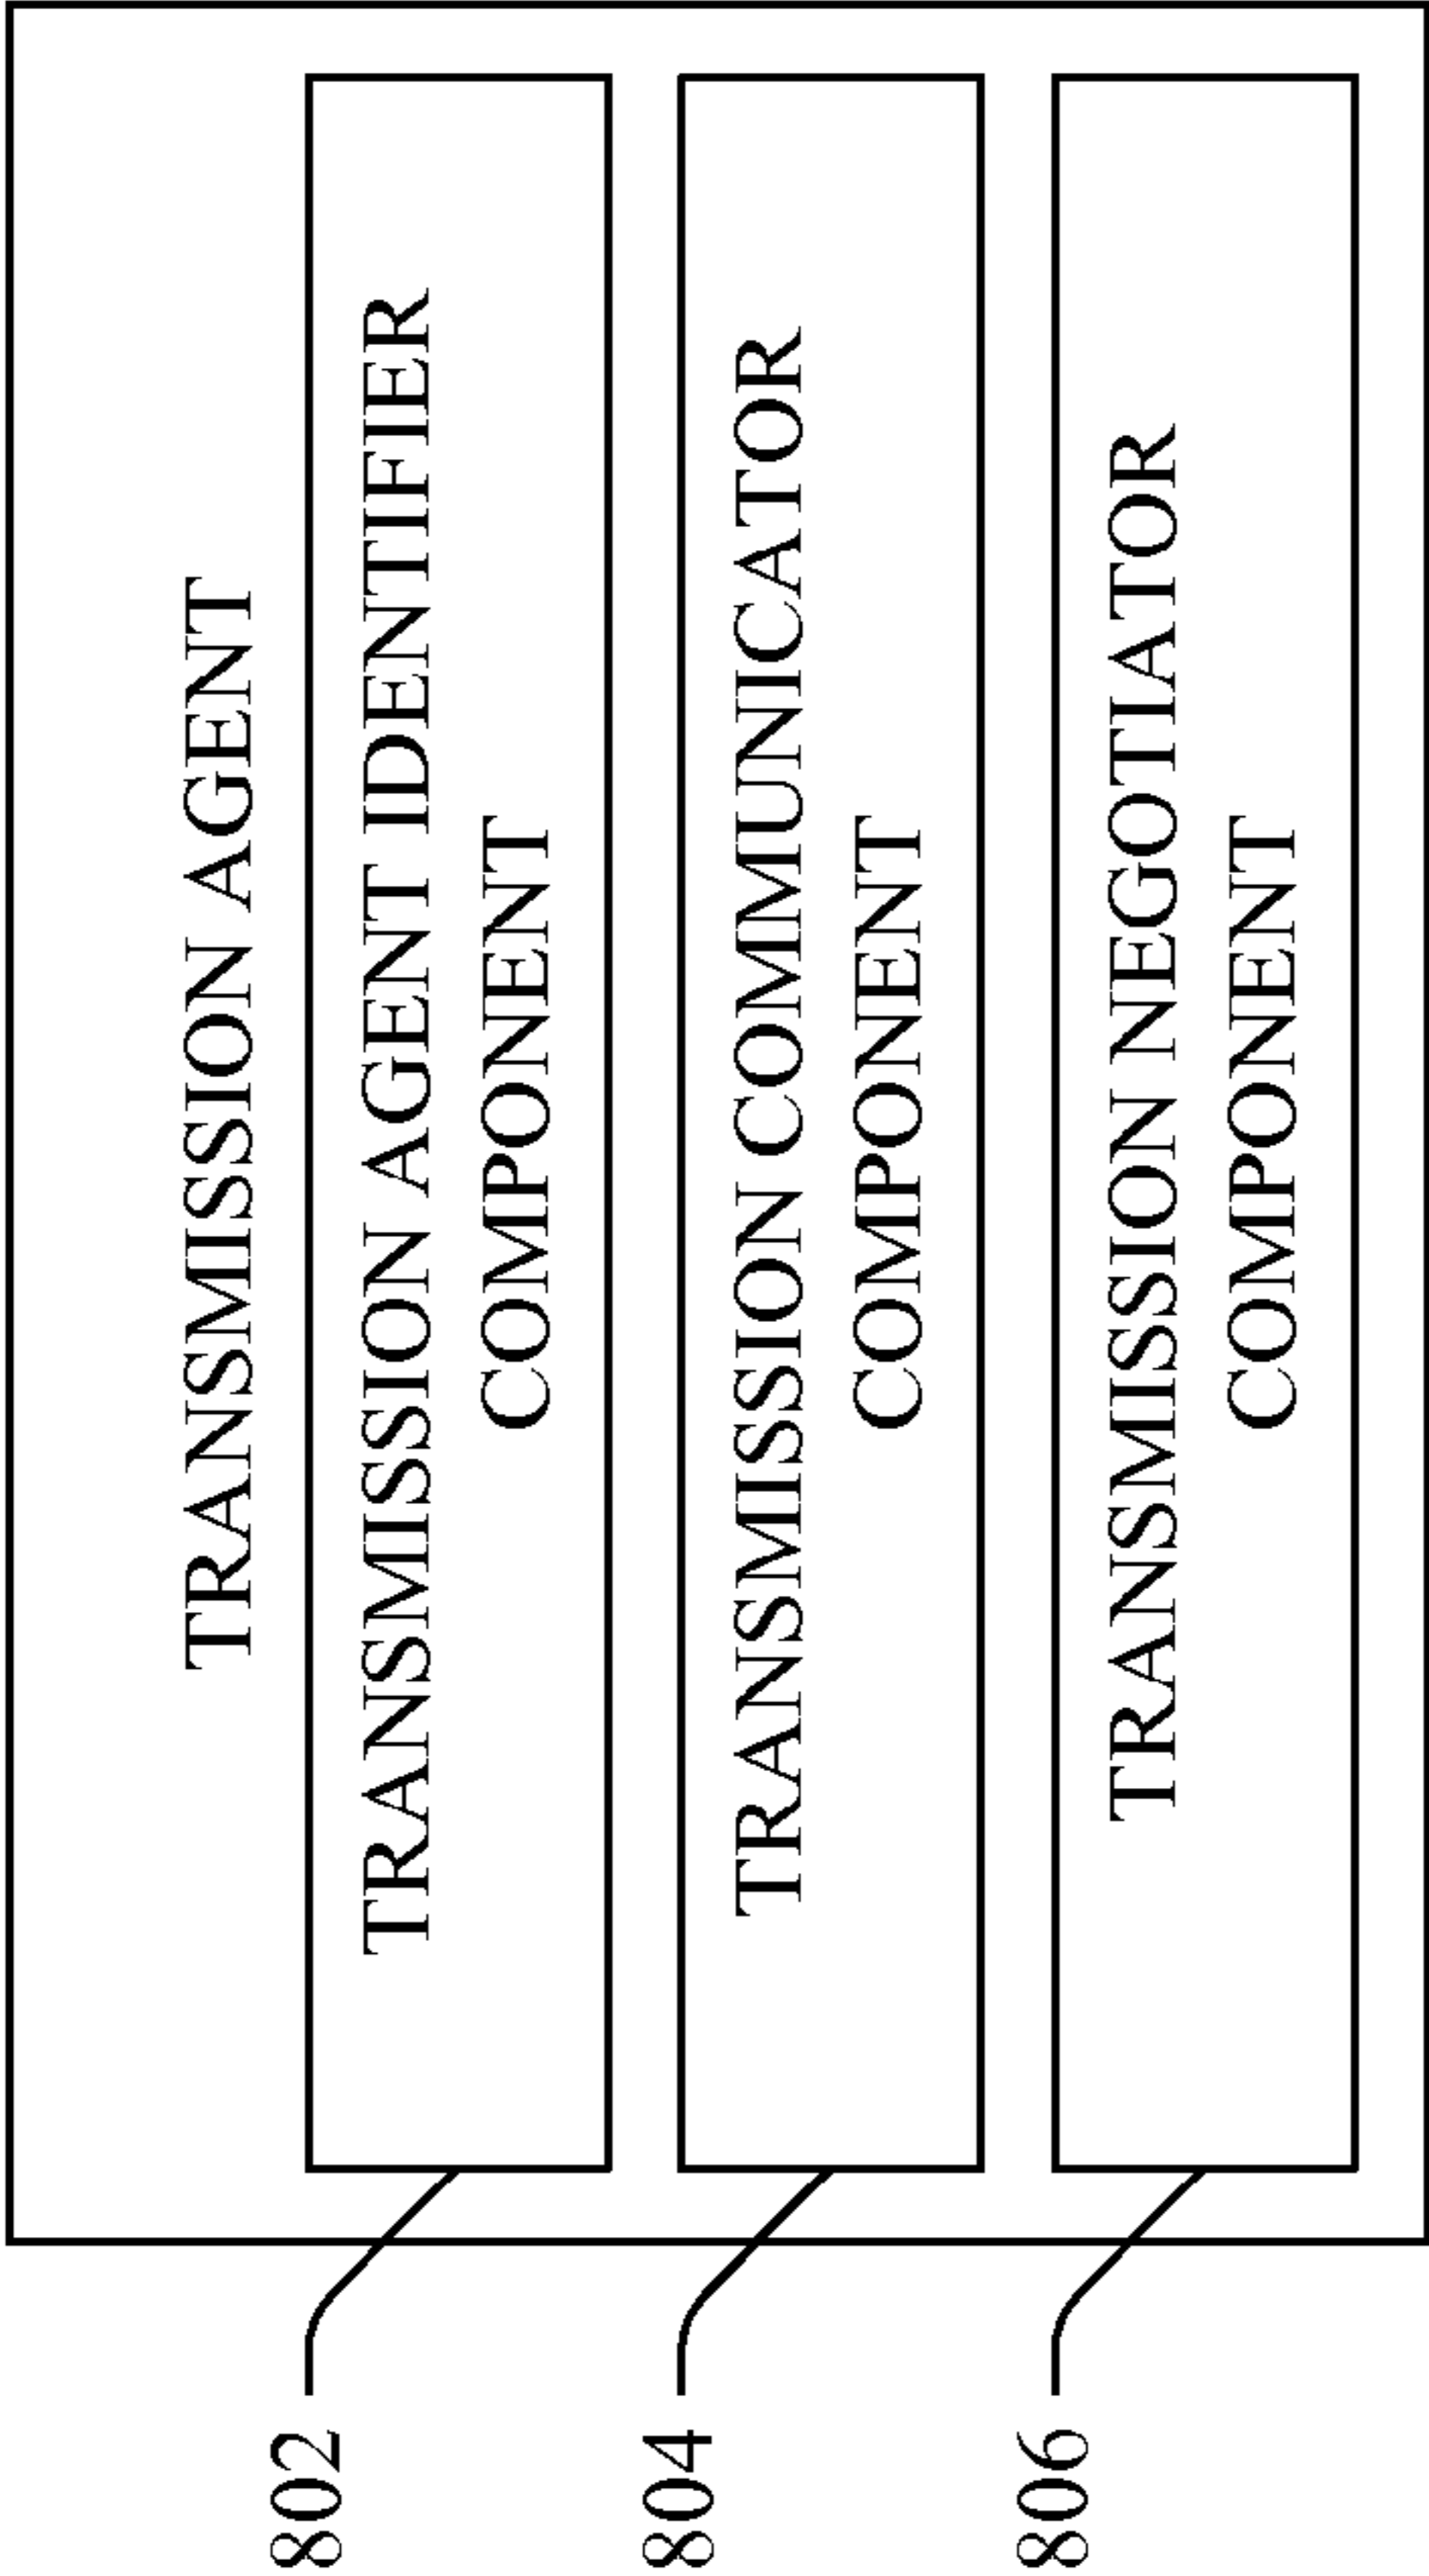 TRANSMISSION AGENT
802
TRANSMISSION AGENT IDENTIFIER
COMPONENT
804
TRANSMISSION COMMUNICATOR
COMPONENT
806
TRANSMISSION NEGOTIATOR
COMPONENT